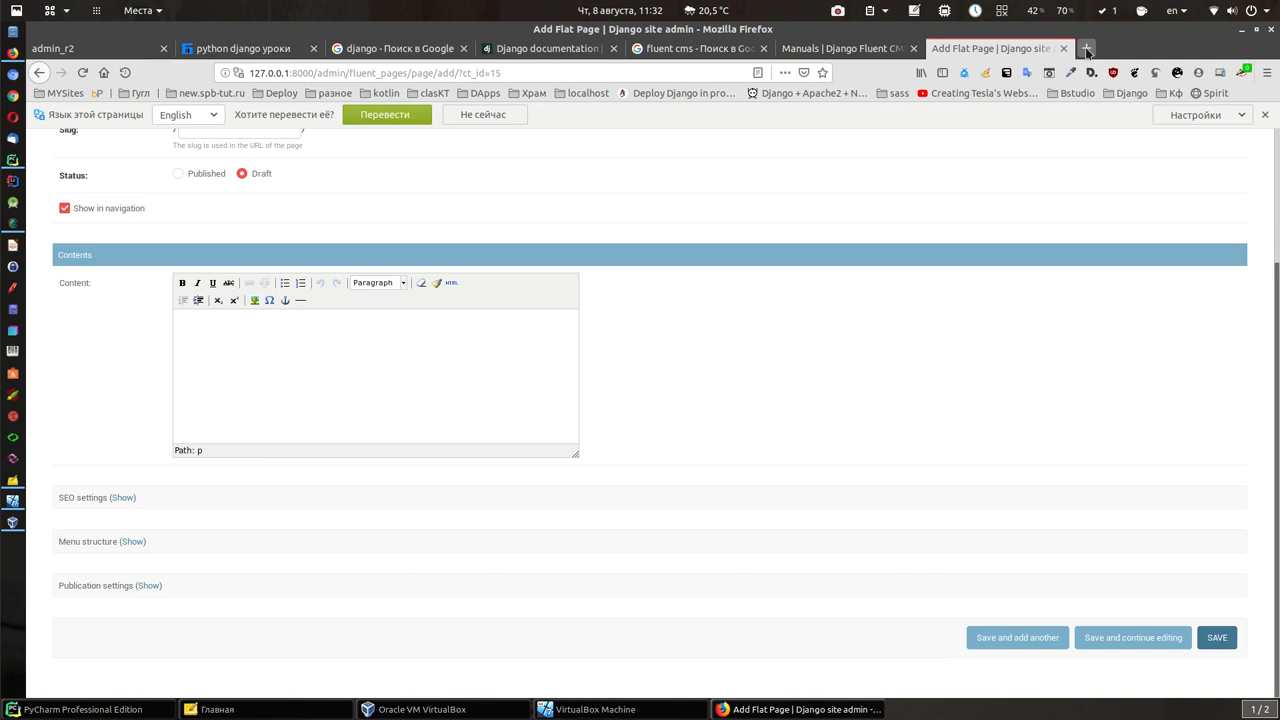 Места
Чт, 8 августа, 11:32
20,5 °C
42%
70%
1
en
Add Flat Page | Django site admin - Mozilla Firefox
admin_r2
python django уроки
django - Поиск в Google
Django documentation |
fluent cms - Поиск в Goo
Manuals | Django Fluent CMS
Add Flat Page | Django site a
127.0.0.1:8000/admin/fluent_pages/page/add/?ct_id=15
MYSites
bP
Гугл
new.spb-tut.ru
Deploy
разное
kotlin
clasKT
DApps
Храм
localhost
Deploy Django in pro...
Django + Apache2 + N...
sass
Creating Tesla's Webs...
Bstudio
Django
Кф
Spirit
Язык этой страницы
English
Хотите перевести её?
Перевести
Не сейчас
Настройки
Slug:
/ /
The slug is used in the URL of the page
Status:
Published
Draft
Show in navigation
Contents
Content:
B I U ABC
Paragraph
HTML
Path: p
SEO settings (Show)
Menu structure (Show)
Publication settings (Show)
Save and add another
Save and continue editing
SAVE
PyCharm Professional Edition
Главная
Oracle VM VirtualBox
VirtualBox Machine
Add Flat Page | Django site admin -...
1 / 2